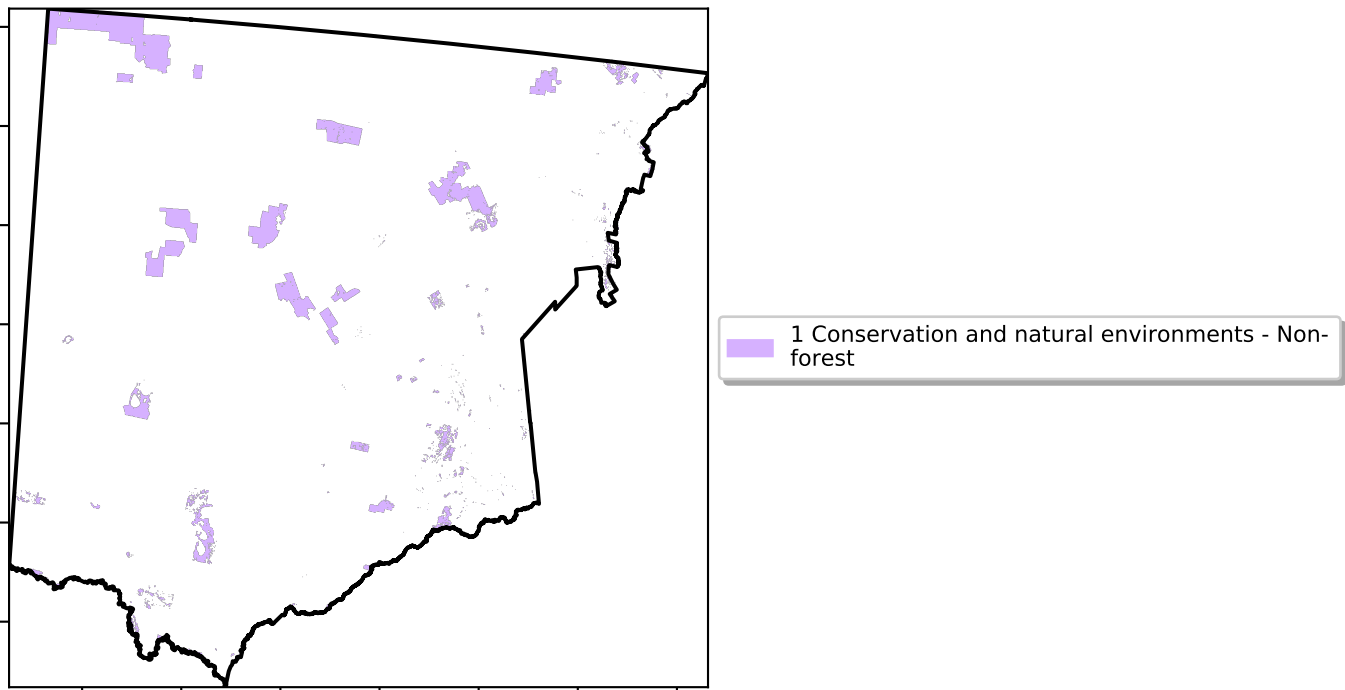 1 Conservation and natural environments - Non-
forest